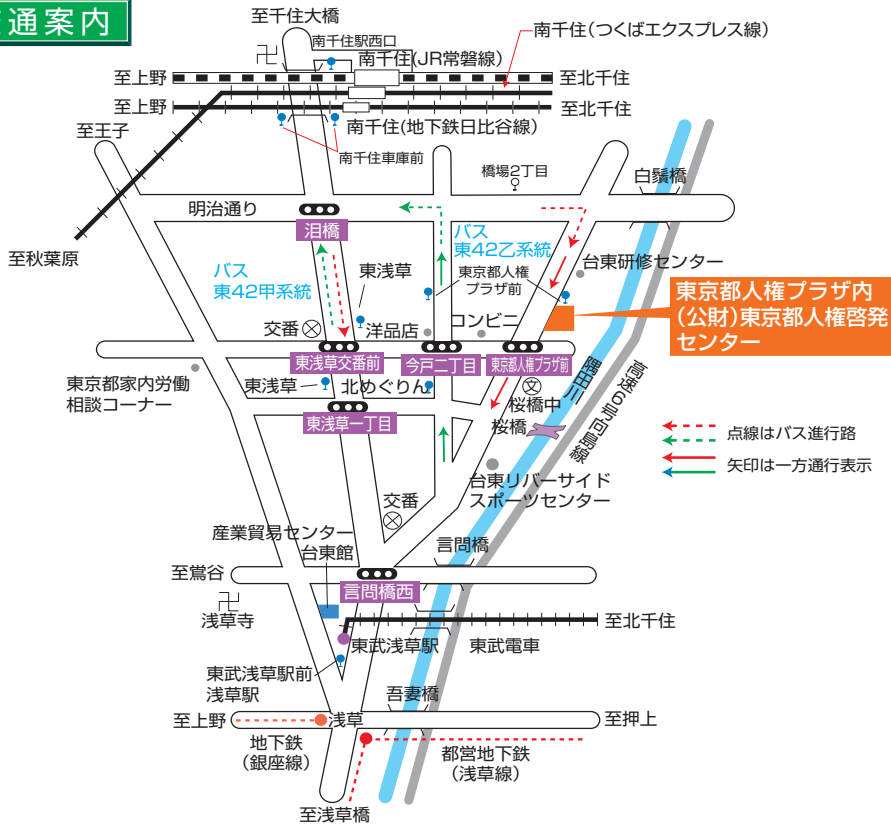 通案内
至千住大橋
南千住駅西口
南千住(つくばエクスプレス線)
南千住(JR常磐線)
至上野
至北千住
至上野
至北千住
南千住(地下鉄日比谷線)
至王子
南千住車庫前
橋場2丁目
白鬚橋
明治通り
泪橋
バス
東42乙系統
至秋葉原
バス
東42甲系統
東浅草
東京都人権
プラザ前
台東研修センター
東京都人権プラザ内
(公財)東京都人権啓発
センター
交番
洋品店
コンビニ
東浅草交番前
今戸二丁目
東京都人権プラザ前
東京都家内労働
相談コーナー
東浅草
北めぐりん
文
桜橋中
桜橋
隅田川
高速6号向島線
東浅草一丁目
点線はバス進行路
矢印は一方通行表示
台東リバーサイド
スポーツセンター
交番
産業貿易センター
台東館
言問橋
至鶯谷
言問橋西
浅草寺
至北千住
東武浅草駅
東武電車
東武浅草駅前
浅草駅
吾妻橋
至上野
浅草
至押上
地下鉄
(銀座線)
都営地下鉄
(浅草線)
至浅草橋